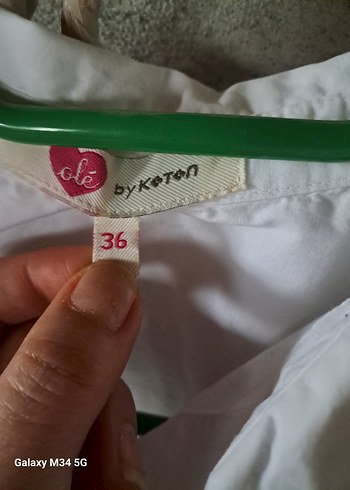 olé
by KOTON
36
Galaxy M34 5G